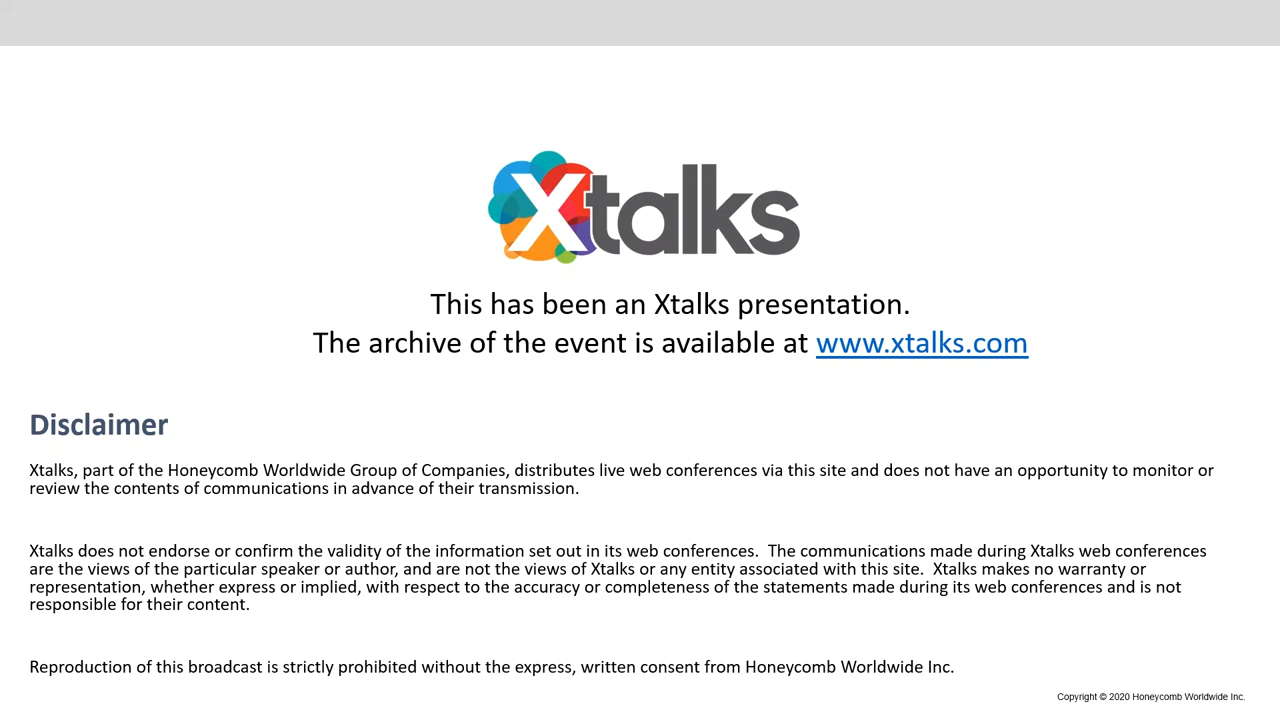 Xtalks
This has been an Xtalks presentation.
The archive of the event is available at www.xtalks.com
Disclaimer
Xtalks, part of the Honeycomb Worldwide Group of Companies, distributes live web conferences via this site and does not have an opportunity to monitor or
review the contents of communications in advance of their transmission.
Xtalks does not endorse or confirm the validity of the information set out in its web conferences.  The communications made during Xtalks web conferences
are the views of the particular speaker or author, and are not the views of Xtalks or any entity associated with this site.  Xtalks makes no warranty or
representation, whether express or implied, with respect to the accuracy or completeness of the statements made during its web conferences and is not
responsible for their content.
Reproduction of this broadcast is strictly prohibited without the express, written consent from Honeycomb Worldwide Inc.
Copyright © 2020 Honeycomb Worldwide Inc.